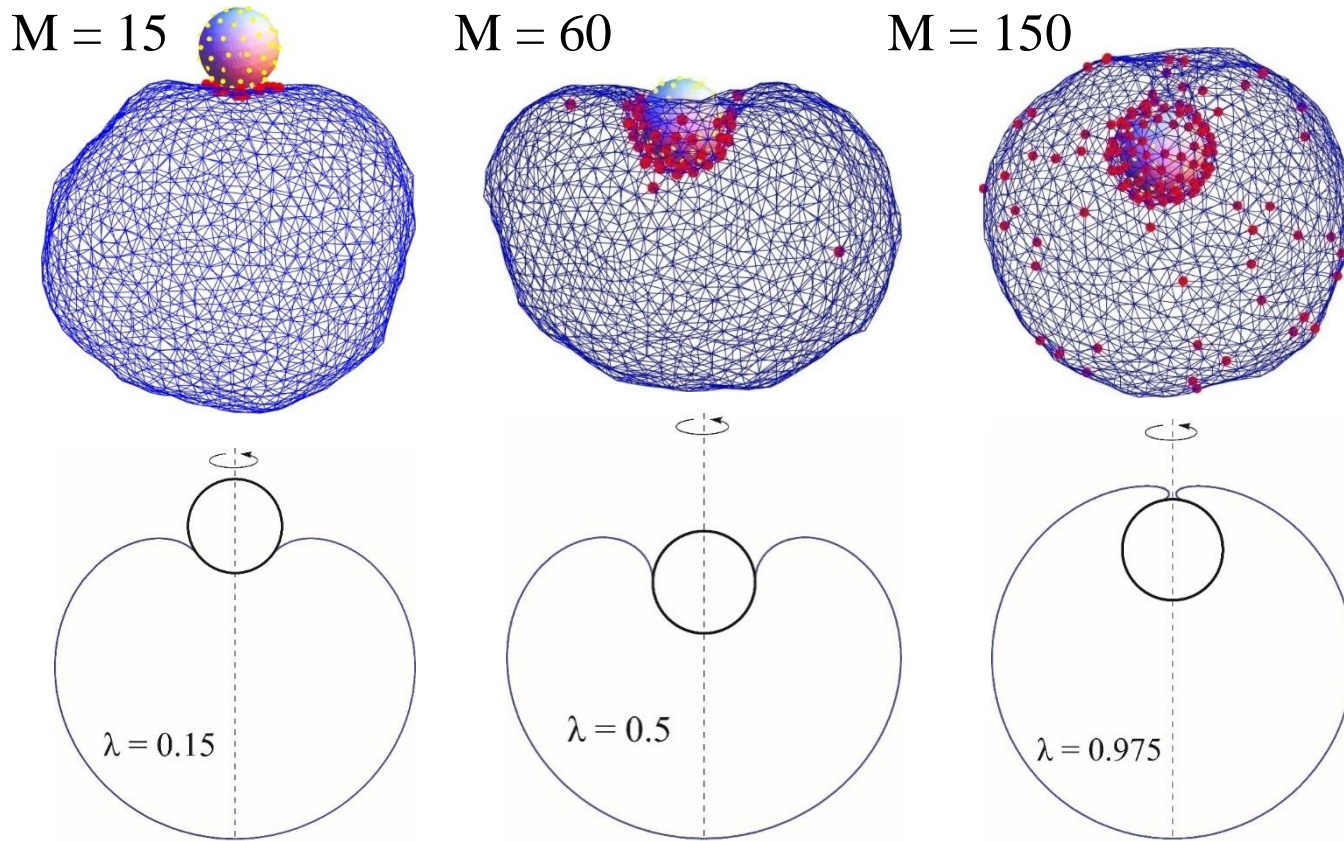 M = 15
M = 60
M = 150
λ = 0.15
λ = 0.5
λ = 0.975